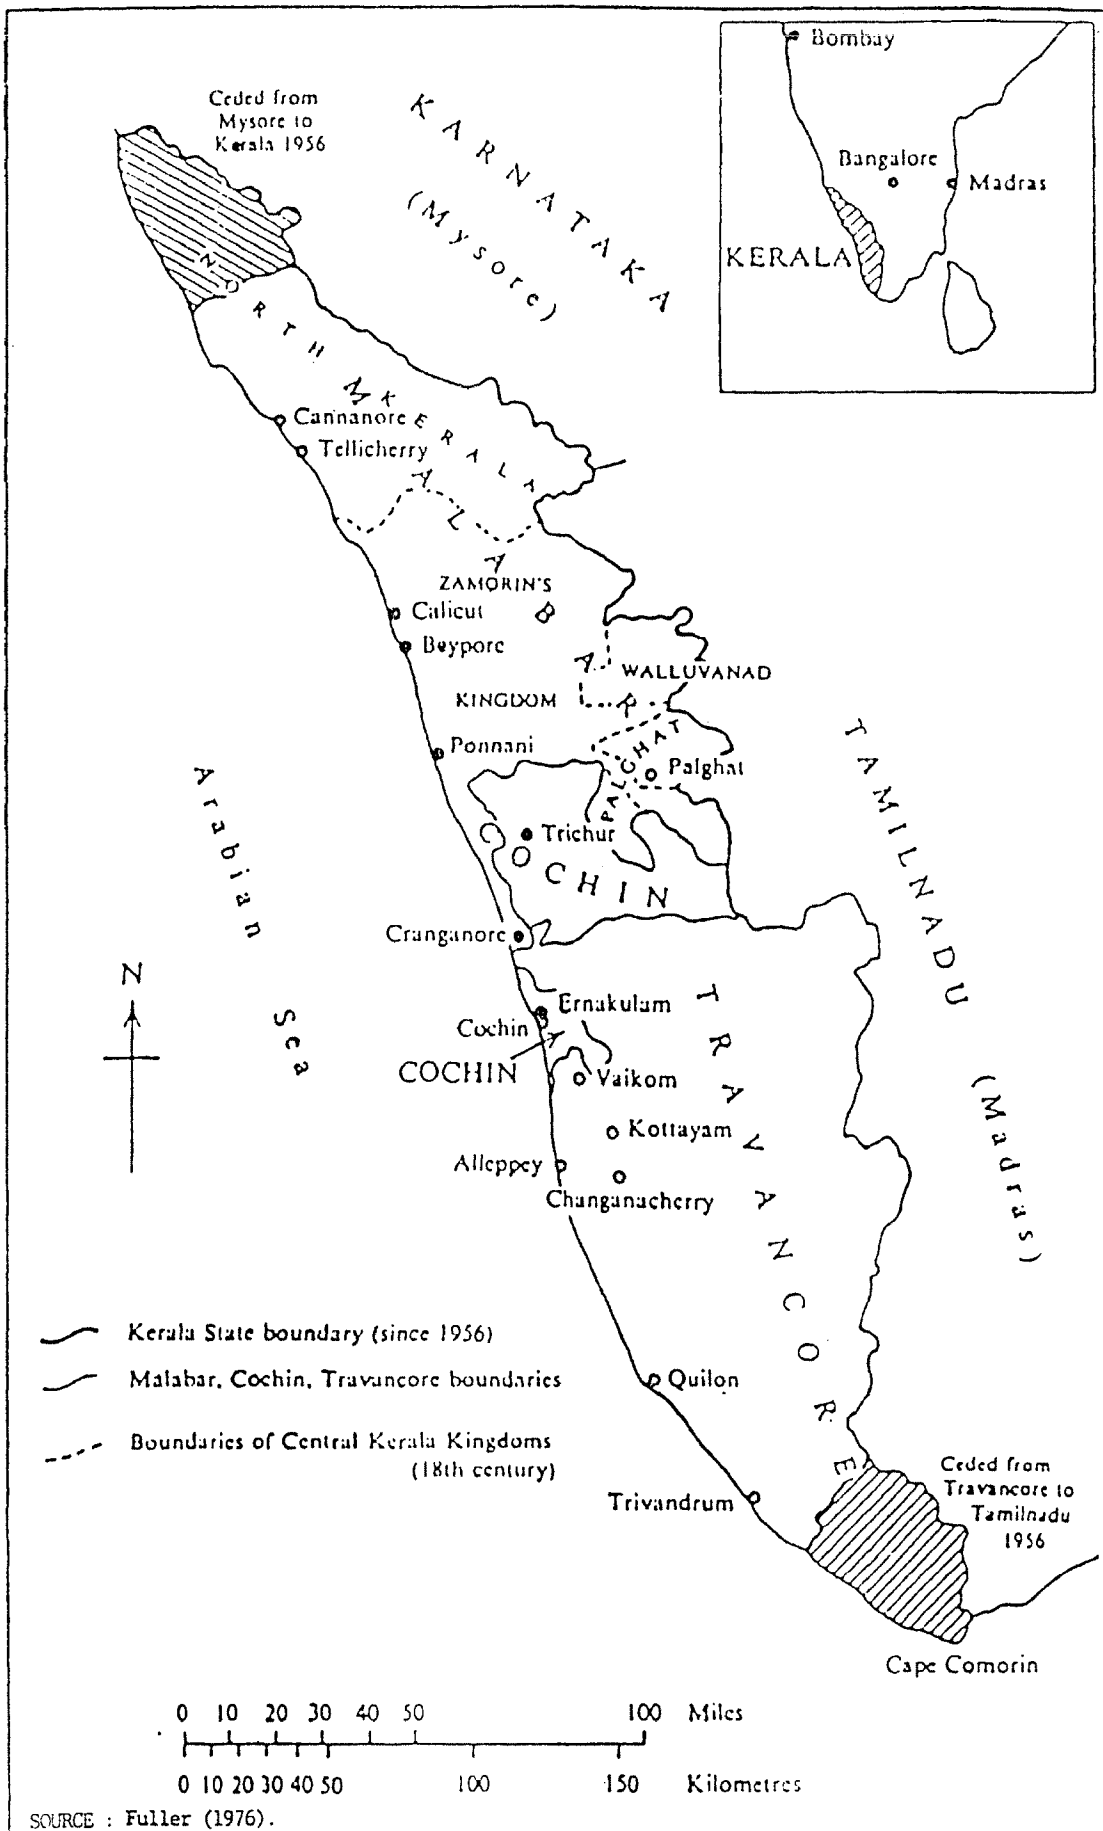 Bombay
Bangalore
Madras
KERALA
Ceded from
Mysore to
Kerala 1956
KARNATAKA
(Mysore)
NORTH KERALA
MALABAR
Cannanore
Tellicherry
ZAMORIN'S
Calicut
Beypore
WALLUVANAD
KINGDOM
PALGHAT
Ponnani
Palghat
TAMILNADU
(Madras)
Arabian Sea
Trichur
COCHIN
Cranganore
N
Ernakulam
Cochin
COCHIN
Vaikom
TRAVANCORE
Kottayam
Alleppey
Changanacherry
Kerala State boundary (since 1956)
Malabar, Cochin, Travancore boundaries
Boundaries of Central Kerala Kingdoms
(18th century)
Quilon
Trivandrum
Ceded from
Travancore to
Tamilnadu
1956
Cape Comorin
0 10 20 30 40 50 100 Miles
0 10 20 30 40 50 100 150 Kilometres
SOURCE : Fuller (1976).